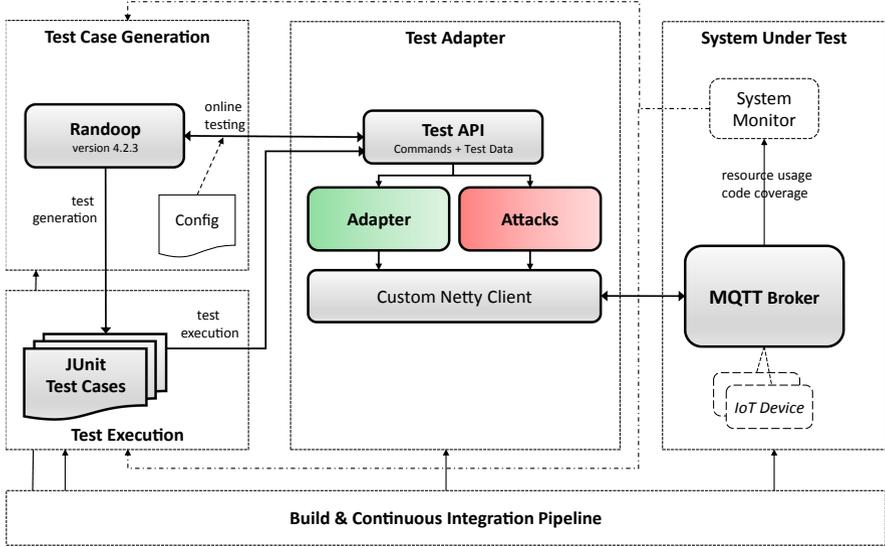 Test Case Generation
Randoop
version 4.2.3
online
testing
Config
test
generation
test
execution
JUnit
Test Cases
Test Execution
Test Adapter
Test API
Commands + Test Data
Adapter
Attacks
Custom Netty Client
System Under Test
System
Monitor
resource usage
code coverage
MQTT Broker
IoT Device
Build & Continuous Integration Pipeline